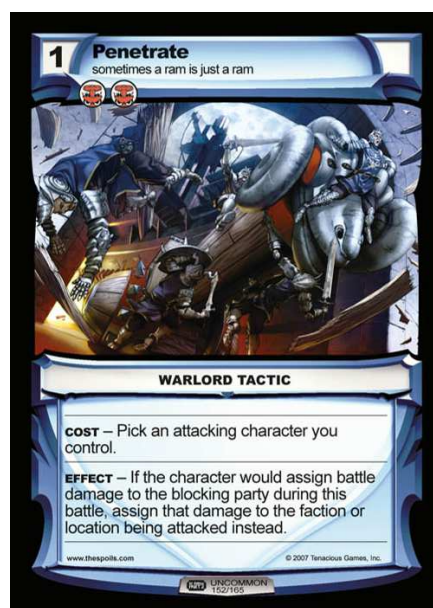 1
Penetrate
sometimes a ram is just a ram
WARLORD TACTIC
COST – Pick an attacking character you
control.
EFFECT – If the character would assign battle
damage to the blocking party during this
battle, assign that damage to the faction or
location being attacked instead.
www.thespoils.com © 2007 Tenacious Games, Inc.
UNCOMMON
152/165